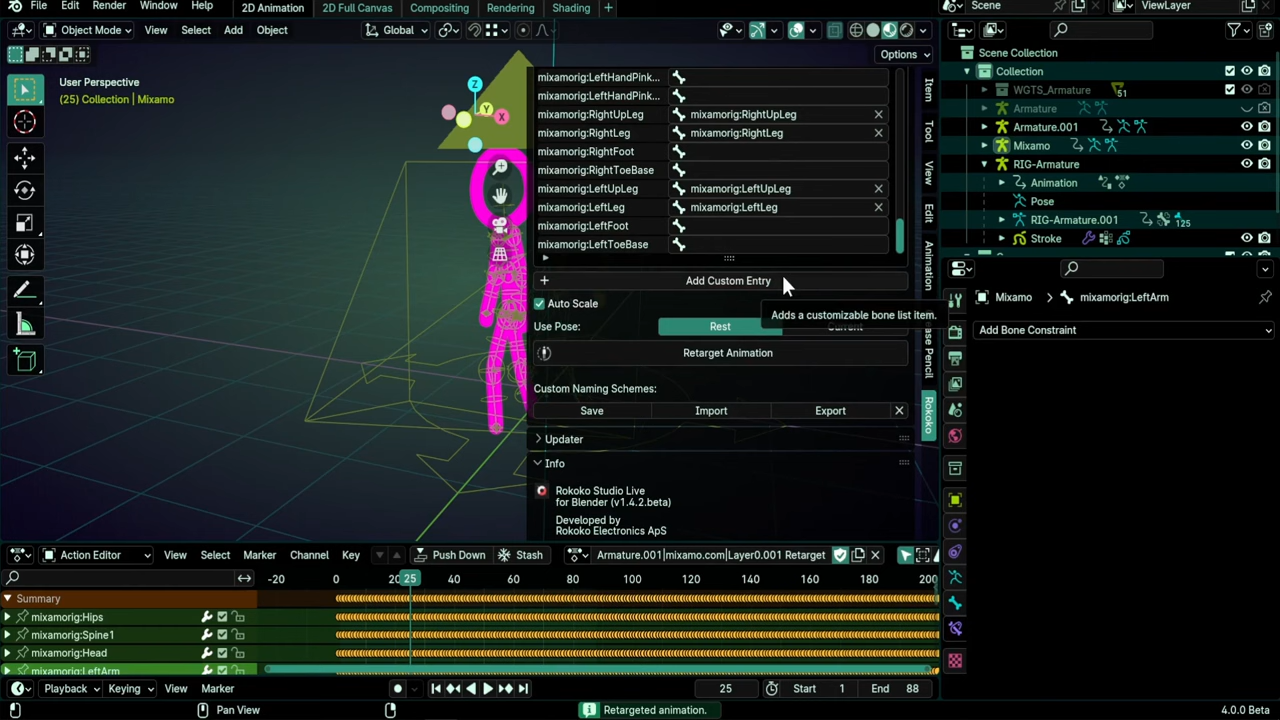 File Edit Render Window Help 2D Animation 2D Full Canvas Compositing Rendering Shading + Scene ViewLayer
Object Mode View Select Add Object Global
Options
User Perspective
(25) Collection | Mixamo
Z
Y
X
mixamorig:LeftHandPink...
mixamorig:LeftHandPink...
mixamorig:RightUpLeg mixamorig:RightUpLeg
mixamorig:RightLeg mixamorig:RightLeg
mixamorig:RightFoot
mixamorig:RightToeBase
mixamorig:LeftUpLeg mixamorig:LeftUpLeg
mixamorig:LeftLeg mixamorig:LeftLeg
mixamorig:LeftFoot
mixamorig:LeftToeBase
Add Custom Entry
Auto Scale
Adds a customizable bone list item.
Use Pose: Rest
Retarget Animation
Custom Naming Schemes:
Save Import Export
Updater
Info
Rokoko Studio Live
for Blender (v1.4.2.beta)
Developed by
Rokoko Electronics ApS
Item
Tool
View
Edit
Animation
Rokoko
Scene Collection
Collection
WGTS_Armature 51
Armature
Armature.001
Mixamo
RIG-Armature
Animation
Pose
RIG-Armature.001 125
Stroke
Mixamo mixamorig:LeftArm
Add Bone Constraint
Action Editor View Select Marker Channel Key Push Down Stash Armature.001|mixamo.com|Layer0.001 Retarget
-20 0 20 25 40 60 80 100 120 140 160 180 200
Summary
mixamorig:Hips
mixamorig:Spine1
mixamorig:Head
mixamorig:LeftArm
Playback Keying View Marker 25 Start 1 End 88
Pan View Retargeted animation. 4.0.0 Beta